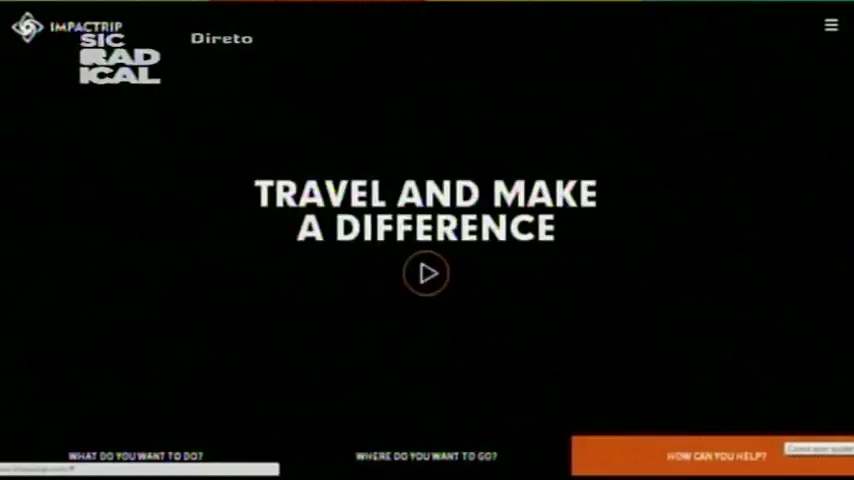 IMPACTRIP
SIC
RAD
ICAL
Direto
TRAVEL AND MAKE
A DIFFERENCE
WHAT DO YOU WANT TO DO?
WHERE DO YOU WANT TO GO?
HOW CAN YOU HELP?